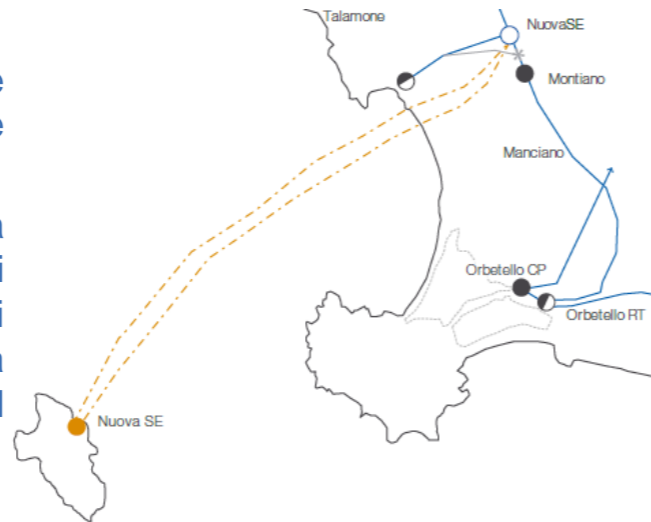 e
e
a
i
i
a
l
Talamone
NuovaSE
Montiano
Manciano
Orbetello CP
Orbetello RT
Nuova SE